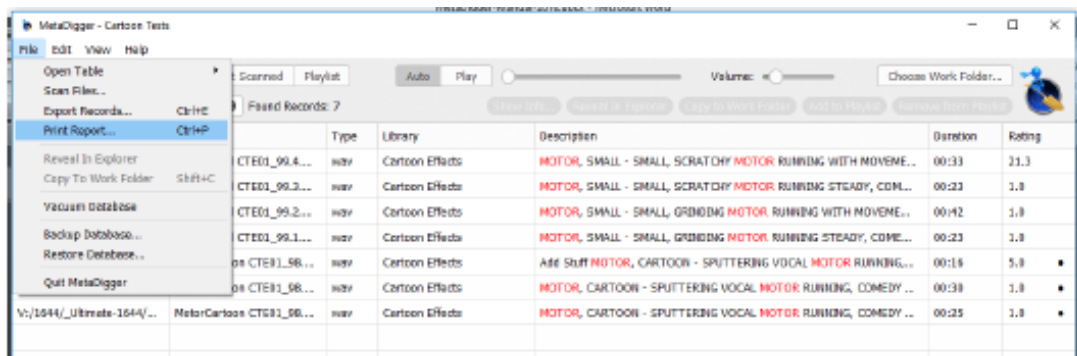 MetaDigger - Cartoon Tests
File Edit View Help
Open Table
Scan Files...
Export Records... Ctrl+E
Print Report... Ctrl+P
Reveal In Explorer
Copy To Work Folder Shift+C
Vacuum Database
Backup Database...
Restore Database...
Quit MetaDigger
Scanned Playlist Auto Play Volume: Choose Work Folder...
Found Records: 7 Show Info... Reveal In Explorer Copy to Work Folder Add to Playlist Remove from Playlist
Type Library Description Duration Rating
CTE01_99.4... wav Cartoon Effects MOTOR, SMALL - SMALL, SCRATCHY MOTOR RUNNING WITH MOVEME... 00:33 21.3
CTE01_99.3... wav Cartoon Effects MOTOR, SMALL - SMALL, SCRATCHY MOTOR RUNNING STEADY, COM... 00:23 1.0
CTE01_99.2... wav Cartoon Effects MOTOR, SMALL - SMALL, GRINDING MOTOR RUNNING WITH MOVEME... 00:42 1.0
CTE01_99.1... wav Cartoon Effects MOTOR, SMALL - SMALL, GRINDING MOTOR RUNNING STEADY, COME... 00:23 1.0
on CTE01_98.... wav Cartoon Effects Add Stuff MOTOR, CARTOON - SPUTTERING VOCAL MOTOR RUNNING,... 00:16 5.0
on CTE01_98.... wav Cartoon Effects MOTOR, CARTOON - SPUTTERING VOCAL MOTOR RUNNING, COMEDY ... 00:30 1.0
V:/1644/_Ultimate-1644/... MotorCartoon CTE01_98.... wav Cartoon Effects MOTOR, CARTOON - SPUTTERING VOCAL MOTOR RUNNING, COMEDY ... 00:25 1.0